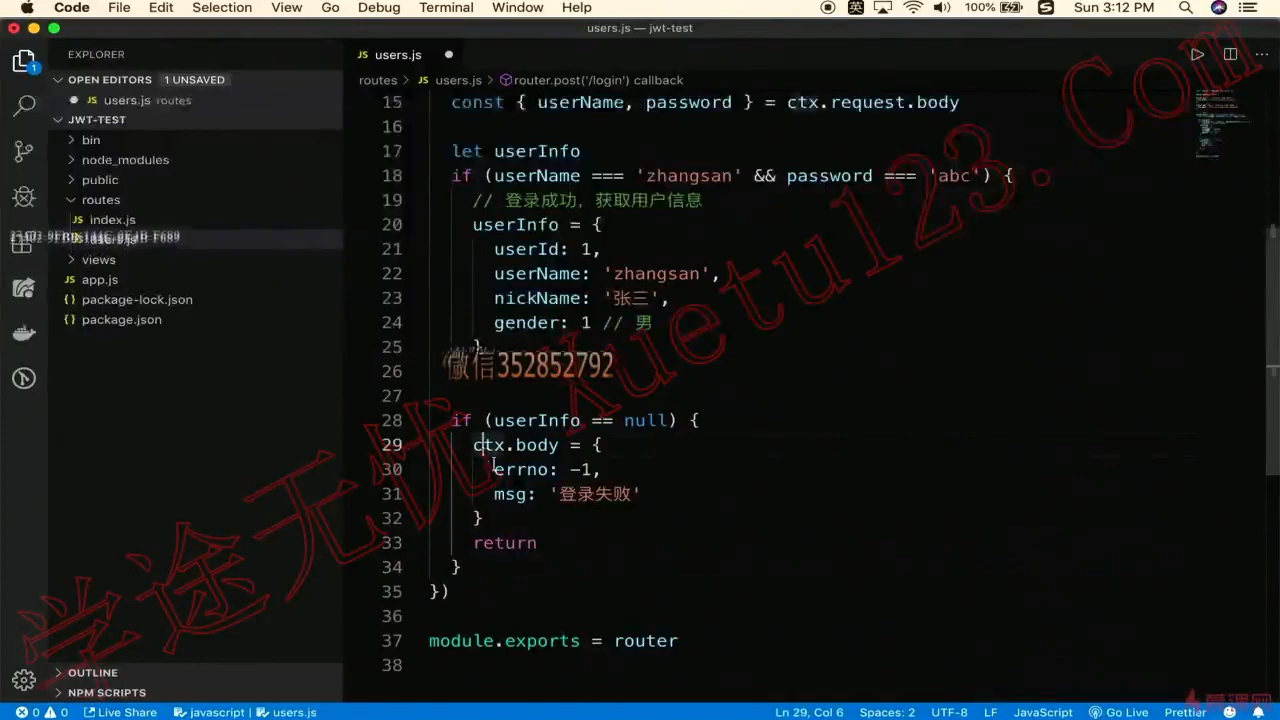 Code File Edit Selection View Go Debug Terminal Window Help 英 100% Sun 3:12 PM
users.js — jwt-test
EXPLORER
JS users.js
OPEN EDITORS 1 UNSAVED
routes > JS users.js > router.post('/login') callback
JS users.js routes
JWT-TEST
bin
node_modules
public
routes
JS index.js
views
JS app.js
{} package-lock.json
{} package.json
OUTLINE
NPM SCRIPTS
15 const { userName, password } = ctx.request.body
16
17 let userInfo
18 if (userName === 'zhangsan' && password === 'abc') {
19 // 登录成功，获取用户信息
20 userInfo = {
21 userId: 1,
22 userName: 'zhangsan',
23 nickName: '张三',
24 gender: 1 // 男
25 }
26
27
28 if (userInfo == null) {
29 ctx.body = {
30 errno: -1,
31 msg: '登录失败'
32 }
33 return
34 }
35 })
36
37 module.exports = router
38
微信352852792
学途无忧 Xuetu123.Com
0 0 Live Share javascript | users.js Ln 29, Col 6 Spaces: 2 UTF-8 LF JavaScript Go Live Prettier